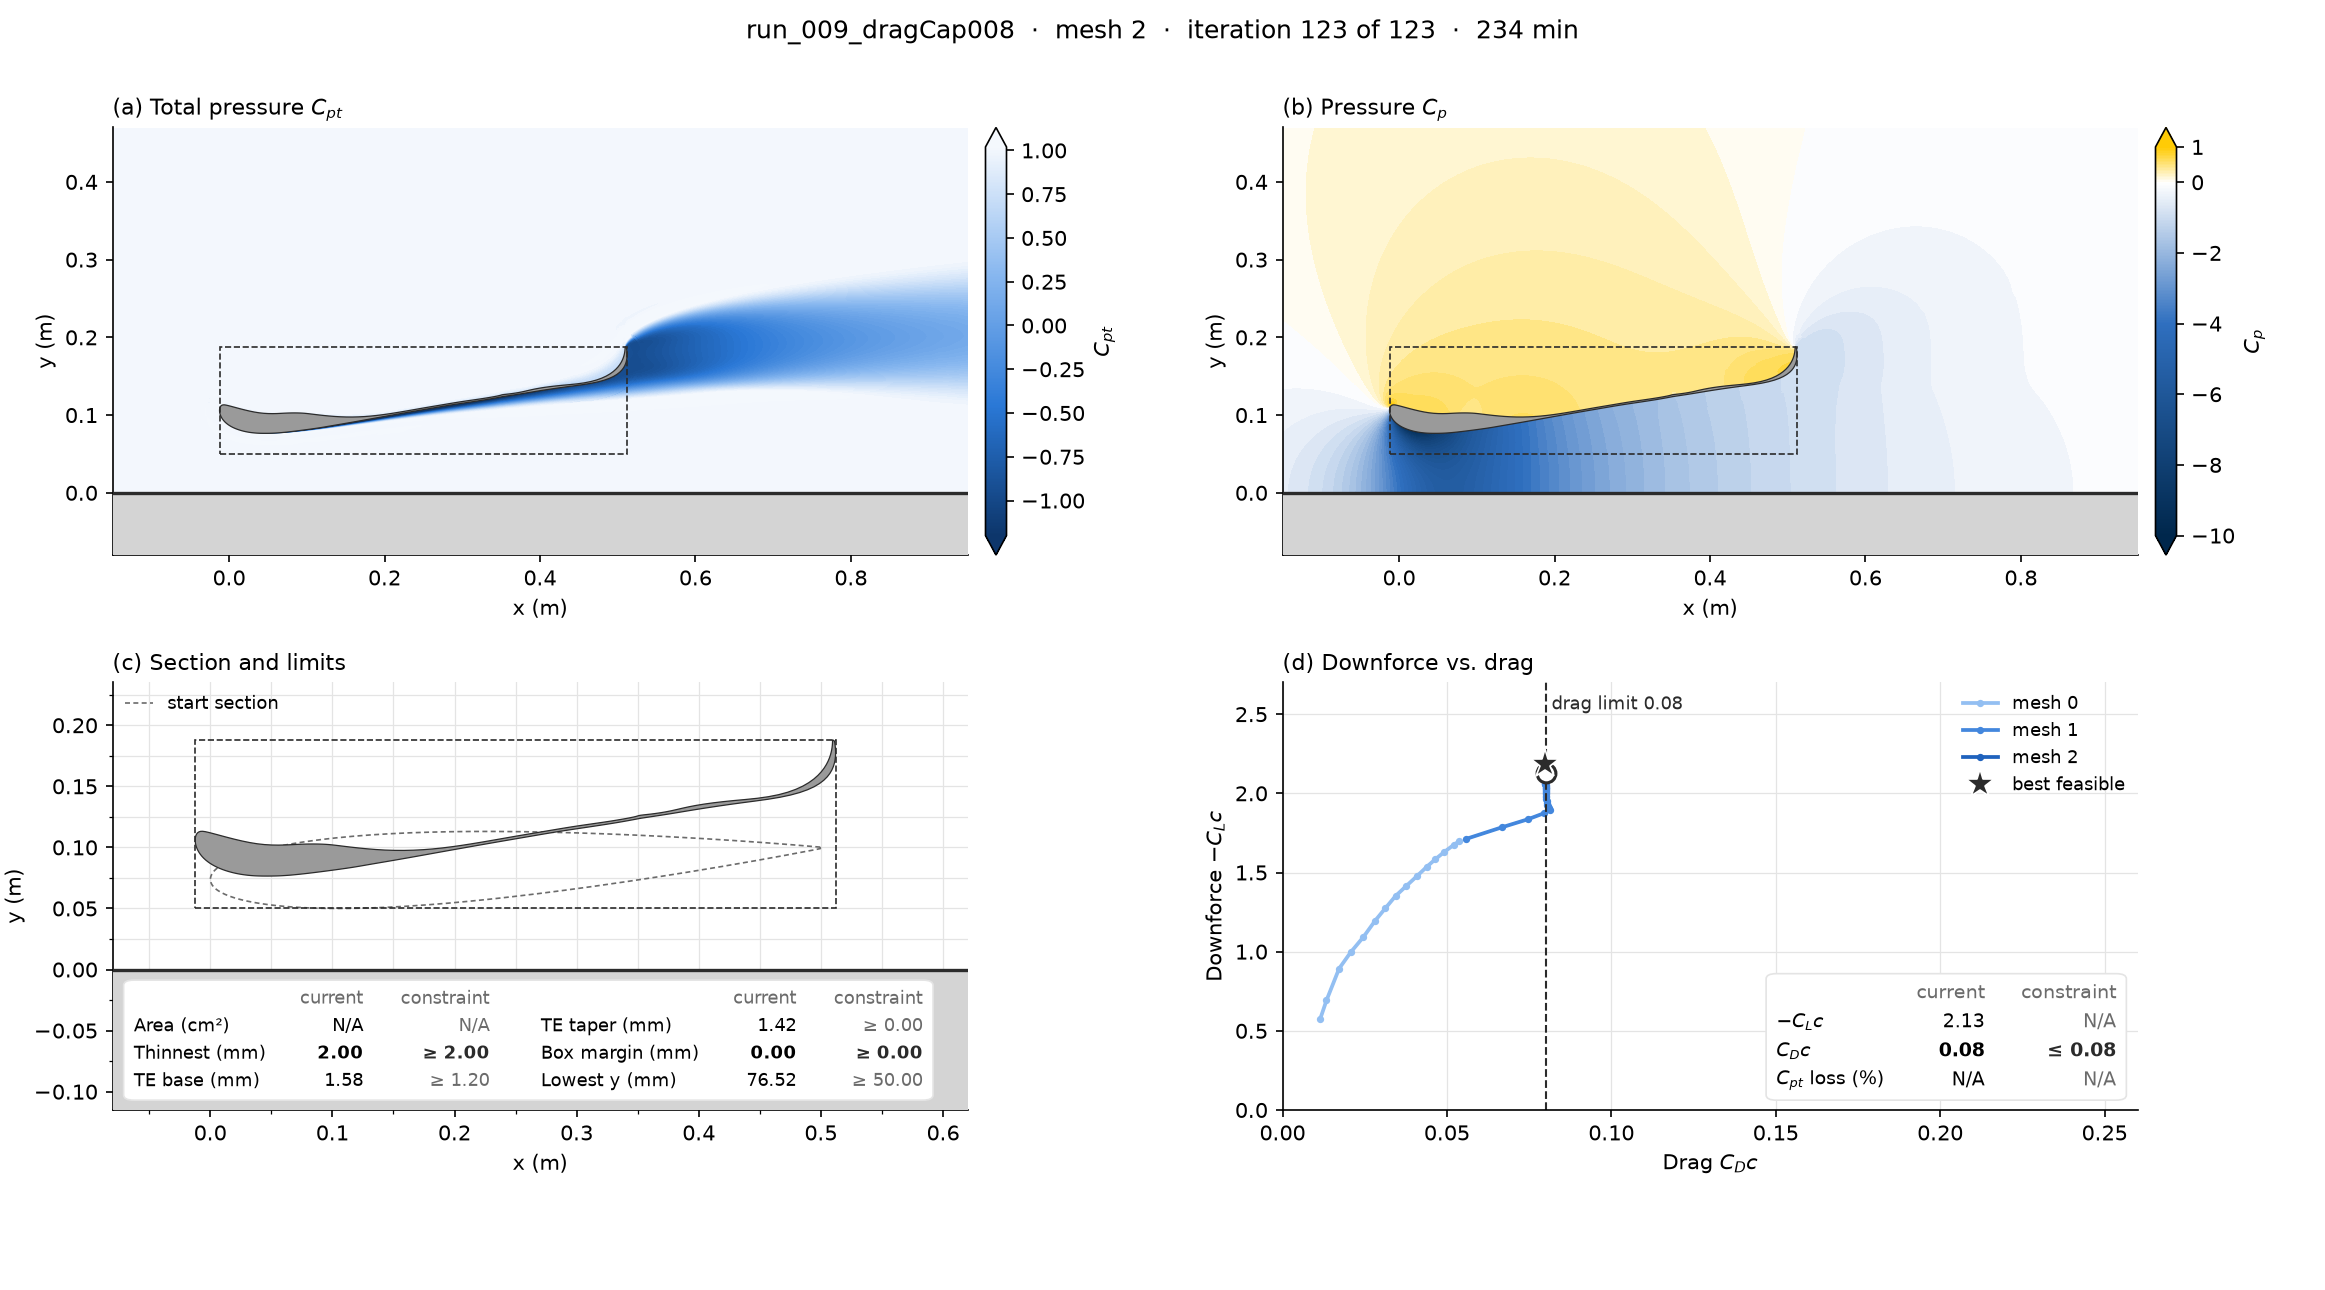 run_009_dragCap008 · mesh 2 · iteration 123 of 123 · 234 min
(a) Total pressure Cpt
0.4
0.3
0.2
0.1
0.0
y (m)
0.0 0.2 0.4 0.6 0.8
x (m)
1.00
0.75
0.50
0.25
0.00
−0.25
−0.50
−0.75
−1.00
Cpt
(b) Pressure Cp
0.4
0.3
0.2
0.1
0.0
y (m)
0.0 0.2 0.4 0.6 0.8
x (m)
1
0
−2
−4
−6
−8
−10
Cp
(c) Section and limits
start section
0.20
0.15
0.10
0.05
0.00
−0.05
−0.10
y (m)
current constraint current constraint
Area (cm²) N/A N/A TE taper (mm) 1.42 ≥ 0.00
Thinnest (mm) 2.00 ≥ 2.00 Box margin (mm) 0.00 ≥ 0.00
TE base (mm) 1.58 ≥ 1.20 Lowest y (mm) 76.52 ≥ 50.00
0.0 0.1 0.2 0.3 0.4 0.5 0.6
x (m)
(d) Downforce vs. drag
drag limit 0.08
mesh 0
mesh 1
mesh 2
best feasible
2.5
2.0
1.5
1.0
0.5
0.0
Downforce −CLc
current constraint
−CLc 2.13 N/A
CDc 0.08 ≤ 0.08
Cpt loss (%) N/A N/A
0.00 0.05 0.10 0.15 0.20 0.25
Drag CDc